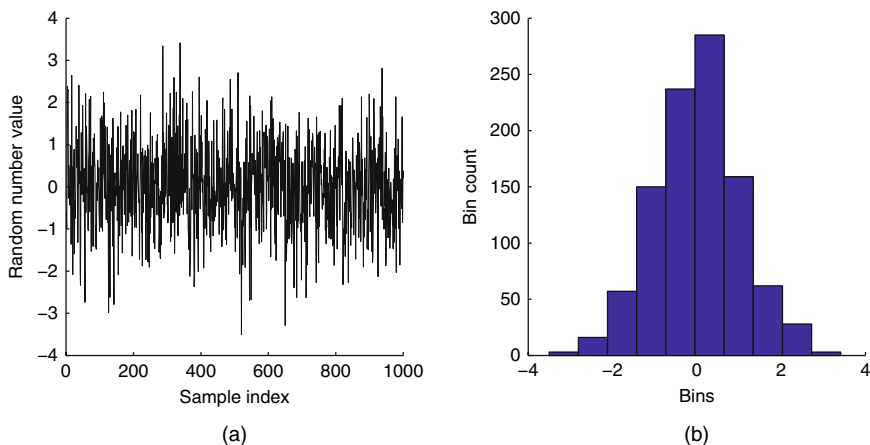 4
3
2
1
0
−1
−2
−3
−4
Random number value
0 200 400 600 800 1000
Sample index
(a)
300
250
200
150
100
50
0
Bin count
−4 −2 0 2 4
Bins
(b)